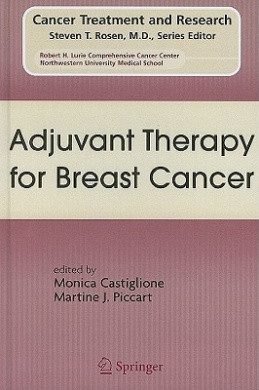 Cancer Treatment and Research
Steven T. Rosen, M.D., Series Editor
Robert H. Lurie Comprehensive Cancer Center
Northwestern University Medical School
Adjuvant Therapy
for Breast Cancer
edited by
Monica Castiglione
Martine J. Piccart
Springer